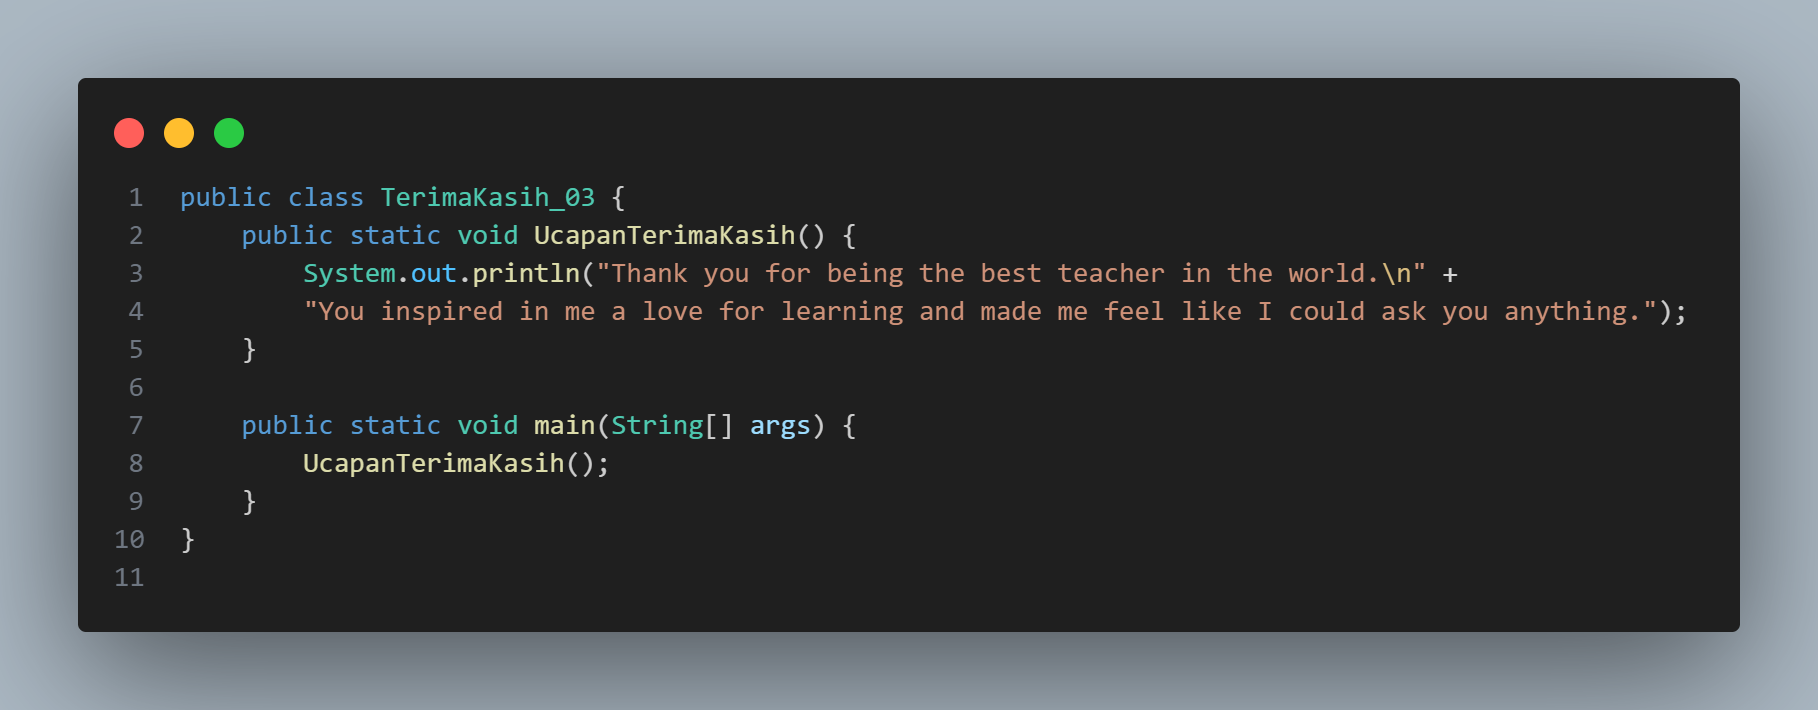 1 public class TerimaKasih_03 {
2     public static void UcapanTerimaKasih() {
3         System.out.println("Thank you for being the best teacher in the world.\n" +
4         "You inspired in me a love for learning and made me feel like I could ask you anything.");
5     }
6
7     public static void main(String[] args) {
8         UcapanTerimaKasih();
9     }
10 }
11